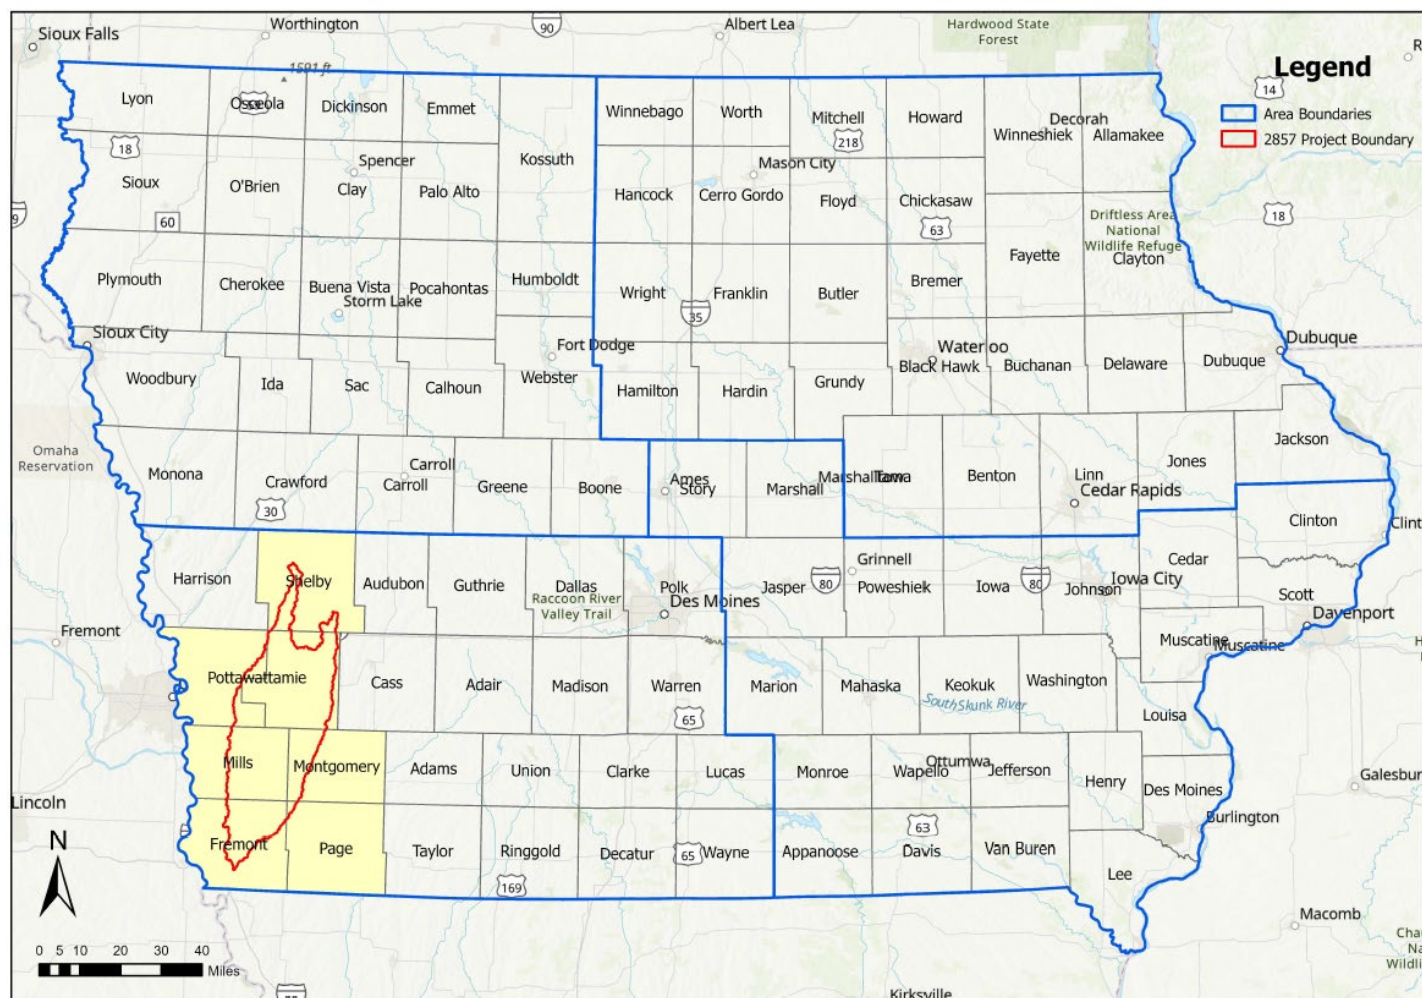 Sioux Falls
Worthington
90
Albert Lea
Hardwood State
Forest
Legend
14
Area Boundaries
2857 Project Boundary
1591 ft
Lyon
Osceola
Dickinson
Emmet
Winnebago
Worth
Mitchell
Howard
Decorah
Winneshiek
Allamakee
218
18
Spencer
Kossuth
Mason City
Sioux
O'Brien
Clay
Palo Alto
Hancock
Cerro Gordo
Floyd
Chickasaw
60
63
Driftless Area
National
Wildlife Refuge
18
Fayette
Clayton
Plymouth
Cherokee
Buena Vista
Pocahontas
Humboldt
Storm Lake
Wright
Franklin
Butler
Bremer
35
Sioux City
Fort Dodge
Waterloo
Dubuque
Woodbury
Ida
Sac
Calhoun
Webster
Hamilton
Hardin
Grundy
Black Hawk
Buchanan
Delaware
Dubuque
Omaha
Reservation
Monona
Crawford
Carroll
Carroll
Greene
Boone
Ames
Story
Marshall
Marshalltown
Tama
Benton
Linn
Cedar Rapids
Jones
Jackson
30
Clinton
Harrison
Shelby
Audubon
Guthrie
Dallas
Polk
Jasper
80
Grinnell
Poweshiek
Iowa
80
Johnson
Iowa City
Cedar
Scott
Raccoon River
Valley Trail
Des Moines
Davenport
Fremont
Muscatine
Muscatine
Pottawattamie
Cass
Adair
Madison
Warren
Marion
Mahaska
Keokuk
Washington
South Skunk River
65
Louisa
Mills
Montgomery
Adams
Union
Clarke
Lucas
Monroe
Wapello
Ottumwa
Jefferson
Henry
Des Moines
Galesbur
Lincoln
Burlington
N
Fremont
Page
Taylor
Ringgold
Decatur
65
Wayne
Appanoose
63
Davis
Van Buren
Lee
169
Macomb
0 5 10 20 30 40
Miles
Kirksville